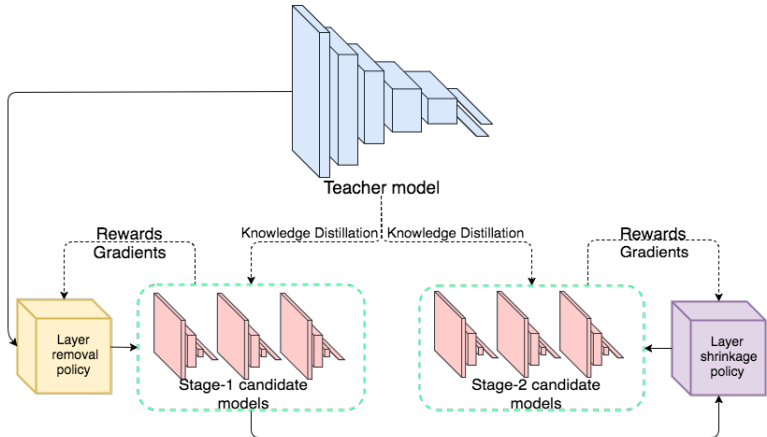 Teacher model
Rewards
Gradients
Knowledge Distillation
Knowledge Distillation
Rewards
Gradients
Layer
removal
policy
Stage-1 candidate
models
Stage-2 candidate
models
Layer
shrinkage
policy